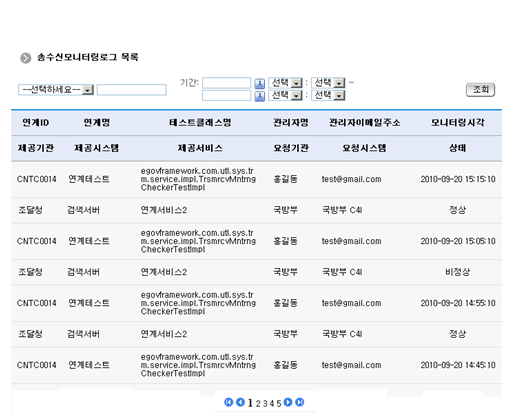 송수신모니터링로그 목록
기간: 선택 : 선택 ~
--선택하세요-- 선택 : 선택 조회
연계ID 연계명 테스트클래스명 관리자명 관리자이메일주소 모니터링시각
제공기관 제공시스템 제공서비스 요청기관 요청시스템 상태
CNTC0014 연계테스트 egovframework.com.utl.sys.tr 홍길동 test@gmail.com 2010-09-20 15:15:10
m.service.impl.TrsmrcvMntrng
CheckerTestImpl
조달청 검색서버 연계서비스2 국방부 국방부 C4I 정상
CNTC0014 연계테스트 egovframework.com.utl.sys.tr 홍길동 test@gmail.com 2010-09-20 15:05:10
m.service.impl.TrsmrcvMntrng
CheckerTestImpl
조달청 검색서버 연계서비스2 국방부 국방부 C4I 비정상
CNTC0014 연계테스트 egovframework.com.utl.sys.tr 홍길동 test@gmail.com 2010-09-20 14:55:10
m.service.impl.TrsmrcvMntrng
CheckerTestImpl
조달청 검색서버 연계서비스2 국방부 국방부 C4I 정상
CNTC0014 연계테스트 egovframework.com.utl.sys.tr 홍길동 test@gmail.com 2010-09-20 14:45:10
m.service.impl.TrsmrcvMntrng
CheckerTestImpl
1 2 3 4 5